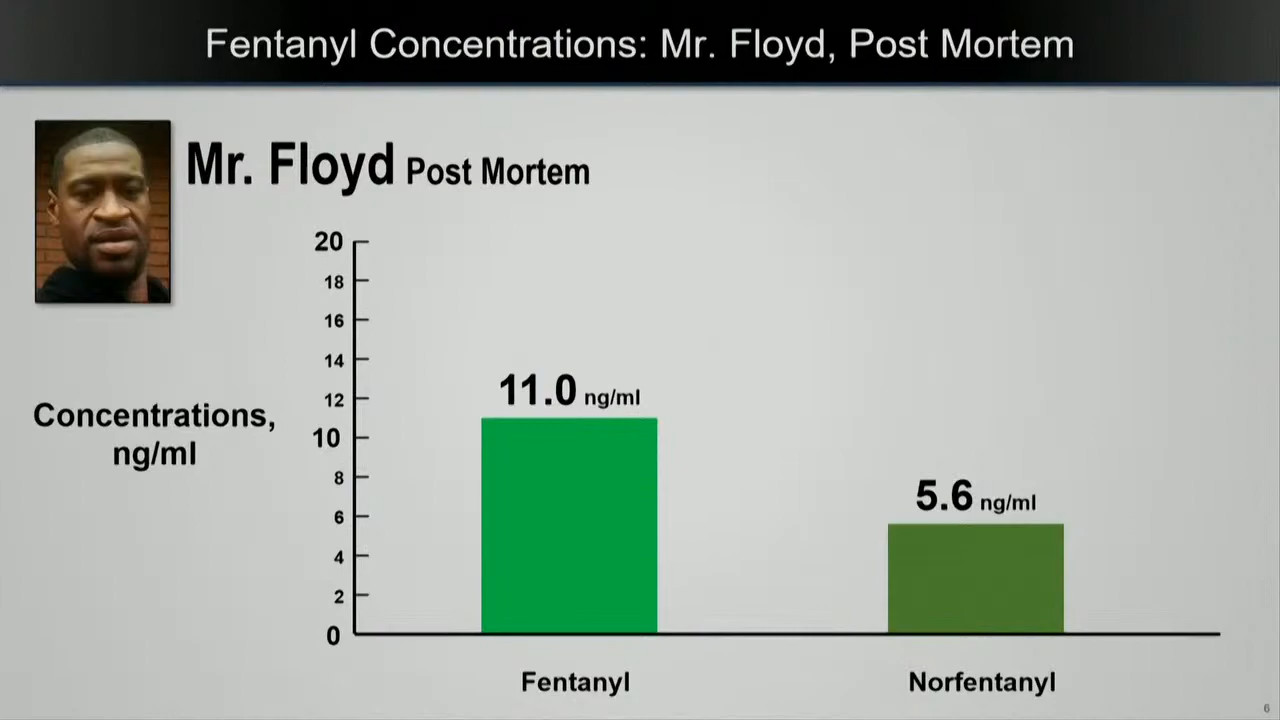 Fentanyl Concentrations: Mr. Floyd, Post Mortem
Mr. Floyd Post Mortem
20
18
16
14
12
10
8
6
4
2
0
Concentrations,
ng/ml
11.0 ng/ml
5.6 ng/ml
Fentanyl
Norfentanyl
6